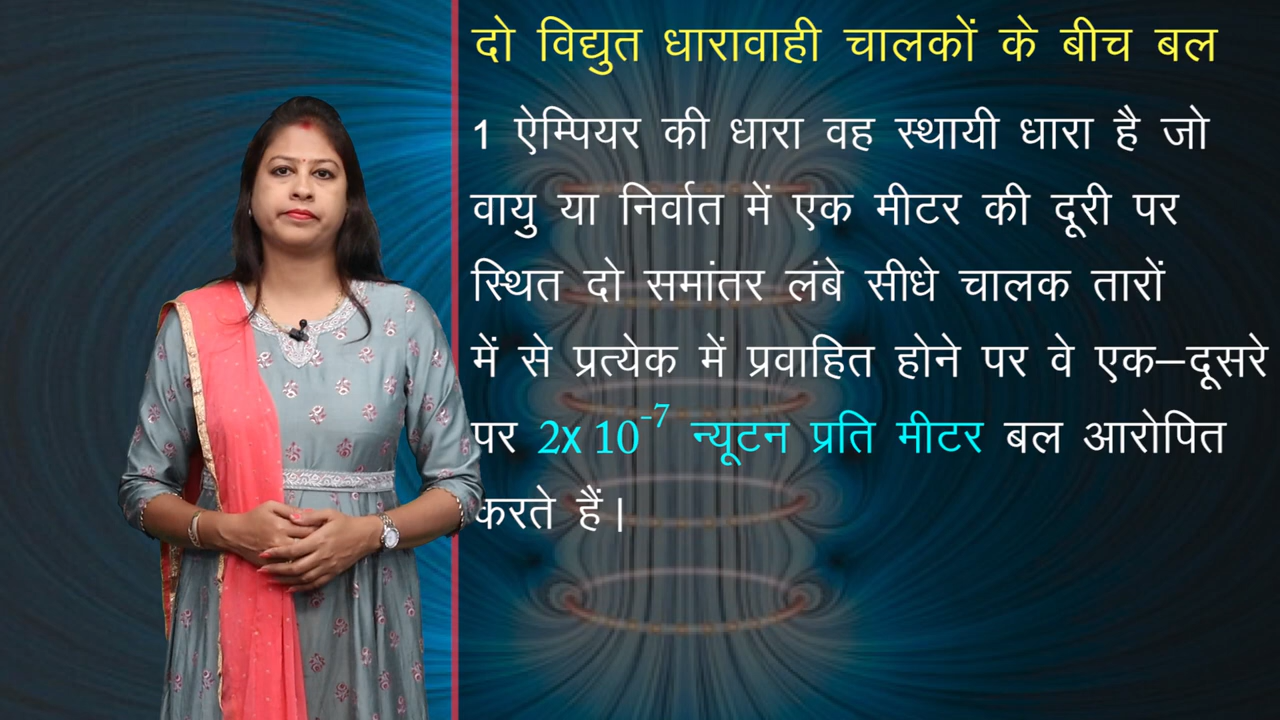 दो विद्युत धारावाही चालकों के बीच बल
1 ऐम्पियर की धारा वह स्थायी धारा है जो
वायु या निर्वात में एक मीटर की दूरी पर
स्थित दो समांतर लंबे सीधे चालक तारों
में से प्रत्येक में प्रवाहित होने पर वे एक–दूसरे
पर 2x 10⁻⁷ न्यूटन प्रति मीटर बल आरोपित
करते हैं।